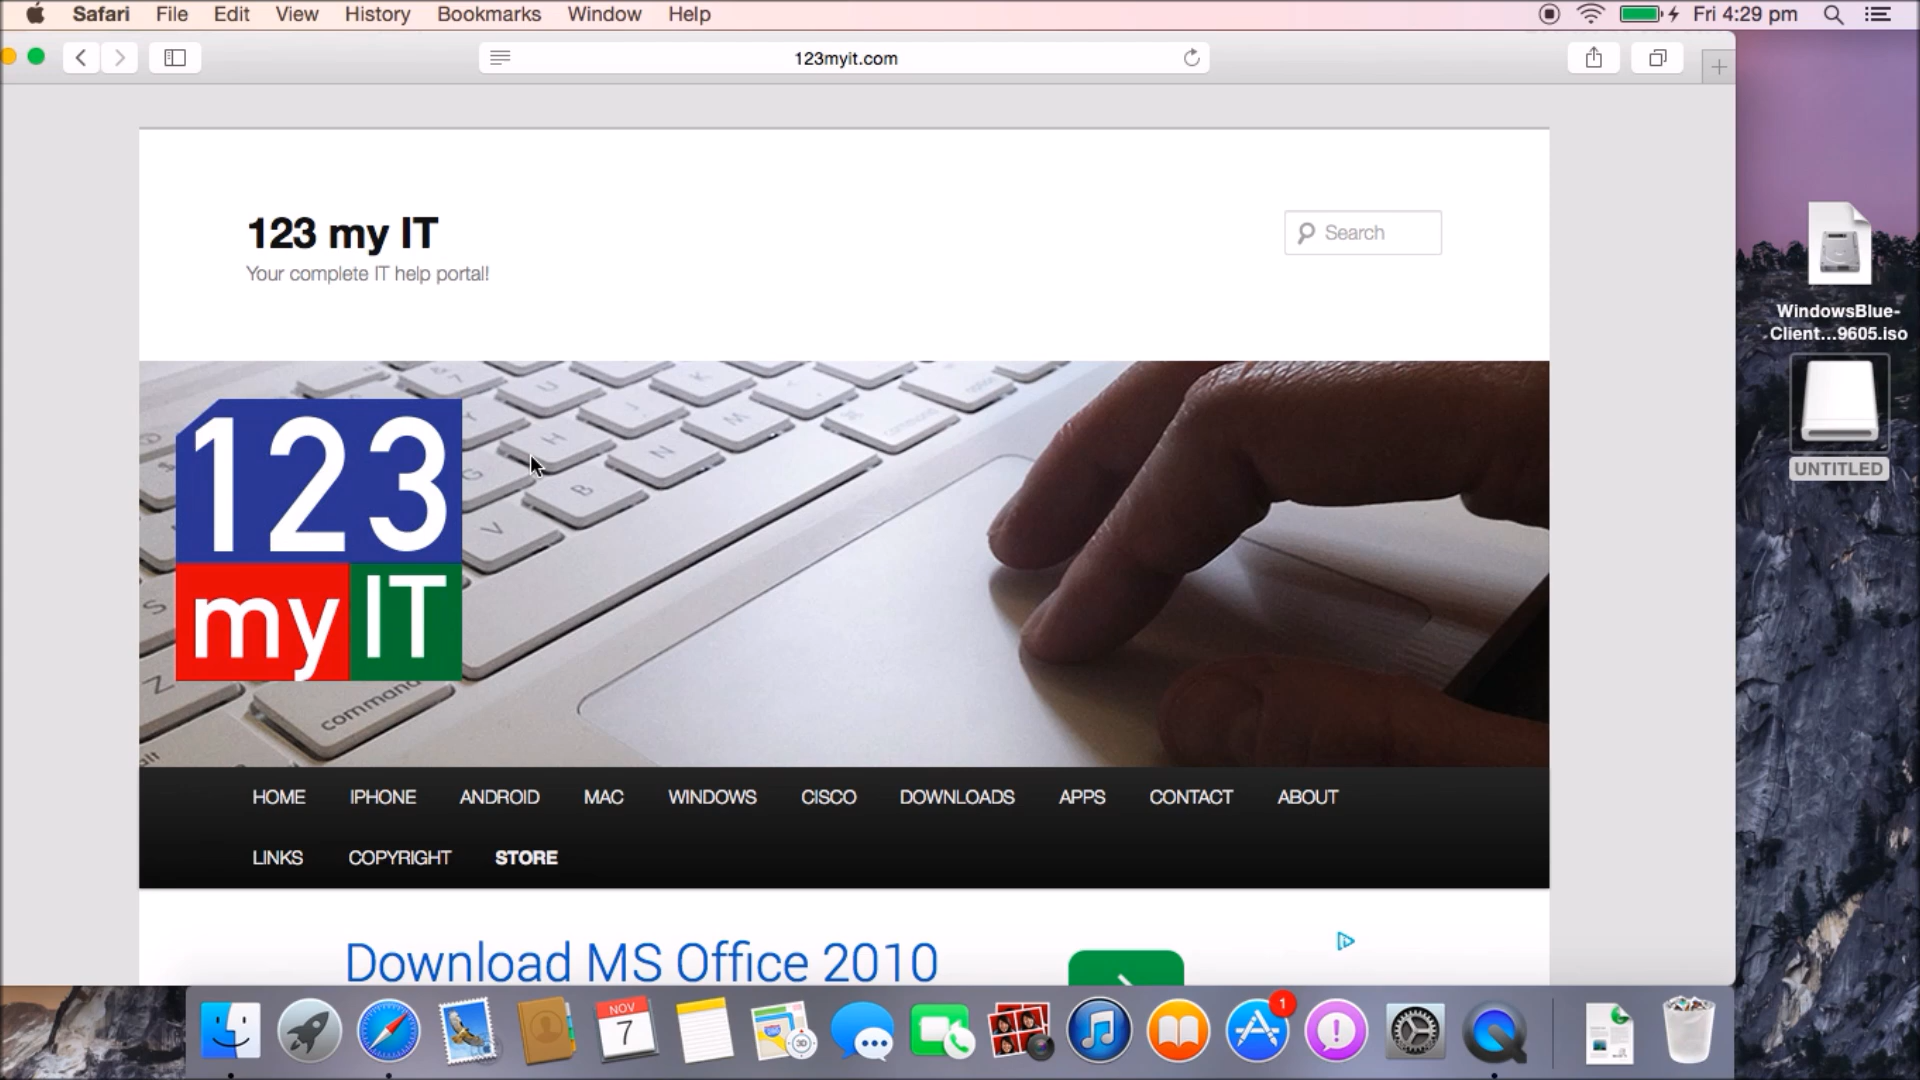 Safari File Edit View History Bookmarks Window Help Fri 4:29 pm
123myit.com
123 my IT
Your complete IT help portal!
Search
WindowsBlue-
Client...9605.iso
UNTITLED
123
my IT
command
HOME IPHONE ANDROID MAC WINDOWS CISCO DOWNLOADS APPS CONTACT ABOUT
LINKS COPYRIGHT STORE
Download MS Office 2010
NOV
7
3D
1